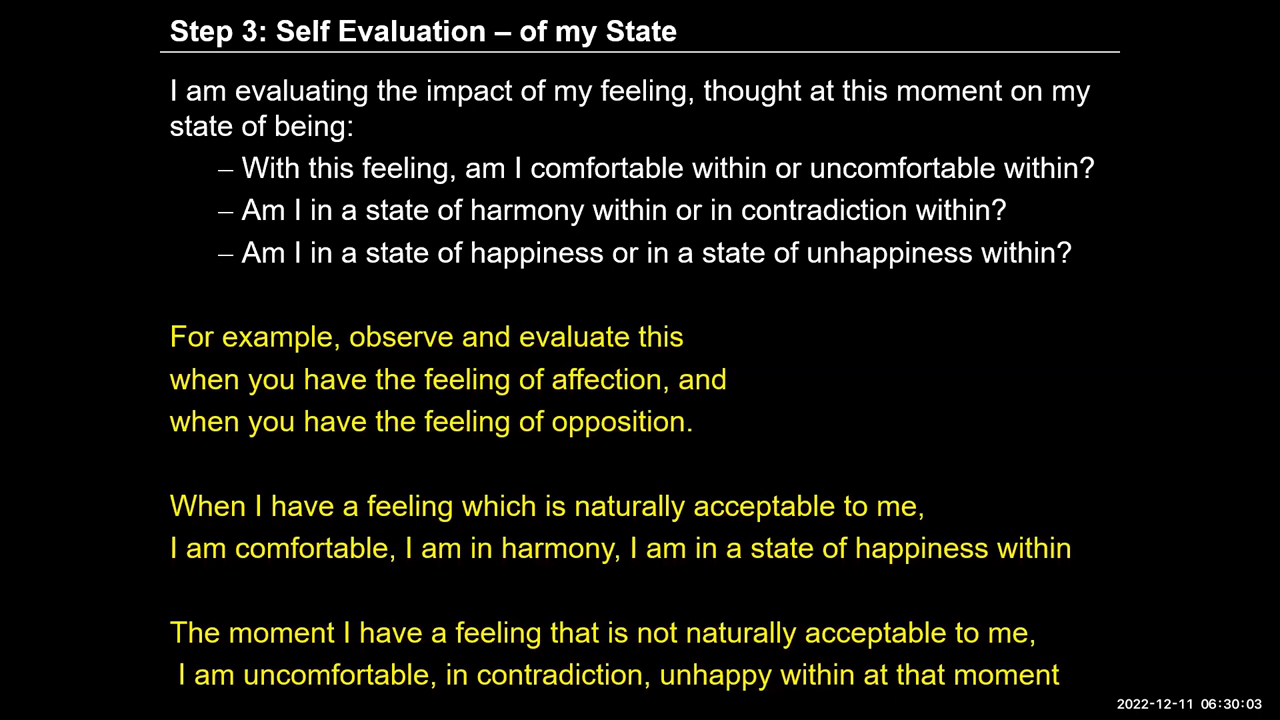 Step 3: Self Evaluation – of my State
I am evaluating the impact of my feeling, thought at this moment on my
state of being:
– With this feeling, am I comfortable within or uncomfortable within?
– Am I in a state of harmony within or in contradiction within?
– Am I in a state of happiness or in a state of unhappiness within?
For example, observe and evaluate this
when you have the feeling of affection, and
when you have the feeling of opposition.
When I have a feeling which is naturally acceptable to me,
I am comfortable, I am in harmony, I am in a state of happiness within
The moment I have a feeling that is not naturally acceptable to me,
I am uncomfortable, in contradiction, unhappy within at that moment
2022-12-11 06:30:03